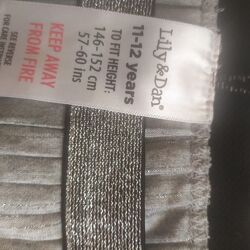 Lily & Dan®
11-12 years
TO FIT HEIGHT:
146-152 cm
57-60 ins
KEEP AWAY
FROM FIRE
SEE REVERSE
FOR CARE